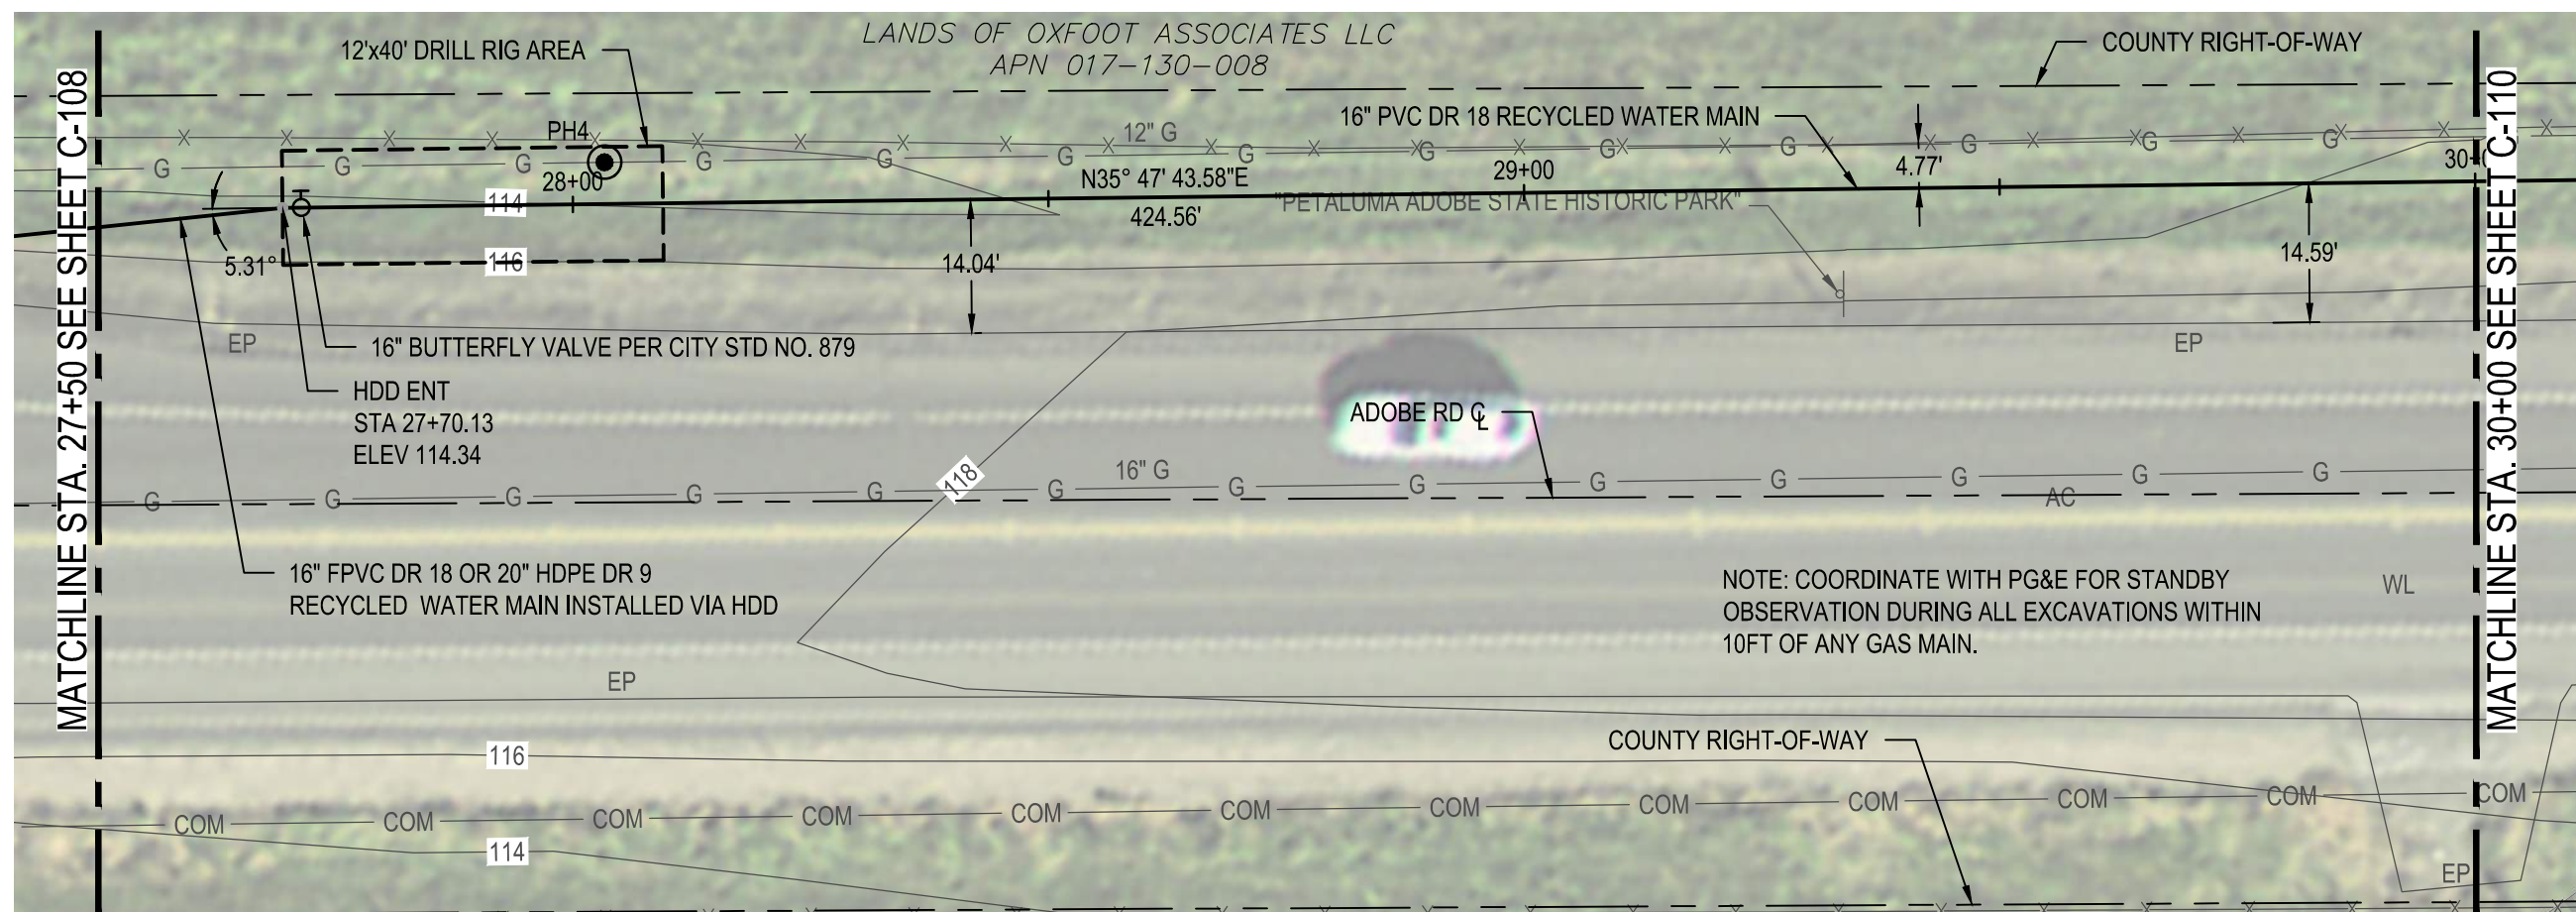 LANDS OF OXFOOT ASSOCIATES LLC
APN 017-130-008
12'x40' DRILL RIG AREA
COUNTY RIGHT-OF-WAY
MATCHLINE STA. 27+50 SEE SHEET C-108
MATCHLINE STA. 30+00 SEE SHEET C-110
16" PVC DR 18 RECYCLED WATER MAIN
PH4
12" G
G G G G G G G G G G G G G
4.77'
28+00
N35° 47' 43.58"E
29+00
114
424.56'
"PETALUMA ADOBE STATE HISTORIC PARK"
5.31°
116
14.04'
14.59'
EP
16" BUTTERFLY VALVE PER CITY STD NO. 879
EP
HDD ENT
STA 27+70.13
ELEV 114.34
ADOBE RD ℄
118
16" G
G G G G G G G G G G G G G
AC
16" FPVC DR 18 OR 20" HDPE DR 9
RECYCLED WATER MAIN INSTALLED VIA HDD
NOTE: COORDINATE WITH PG&E FOR STANDBY
OBSERVATION DURING ALL EXCAVATIONS WITHIN
10FT OF ANY GAS MAIN.
WL
EP
116
COUNTY RIGHT-OF-WAY
COM COM COM COM COM COM COM COM COM COM COM COM
114
EP